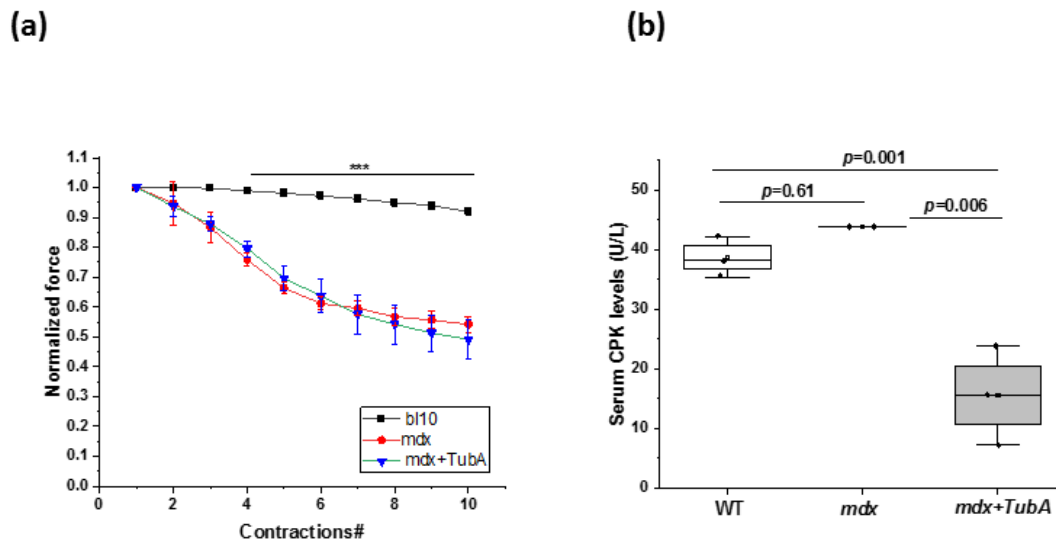 (a)
(b)
1.1
1.0
0.9
0.8
0.7
0.6
0.5
0.4
0.3
0.2
0.1
0.0
Normalized force
***
bl10
mdx
mdx+TubA
0
2
4
6
8
10
Contractions#
50
40
30
20
10
0
Serum CPK levels (U/L)
p=0.001
p=0.61
p=0.006
WT
mdx
mdx+TubA